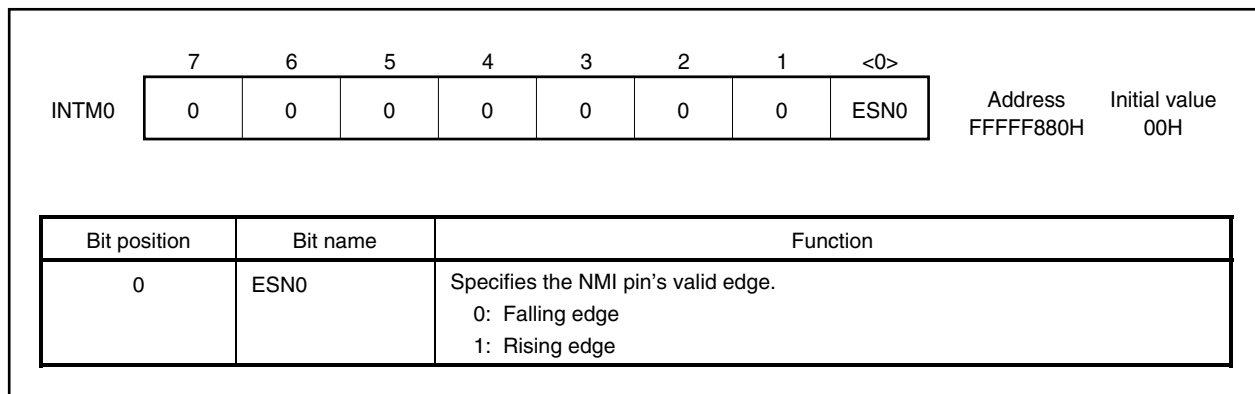 7 6 5 4 3 2 1 <0>
INTM0 0 0 0 0 0 0 0 ESN0 Address Initial value
FFFFF880H 00H
Bit position Bit name Function
0 ESN0 Specifies the NMI pin's valid edge.
0: Falling edge
1: Rising edge